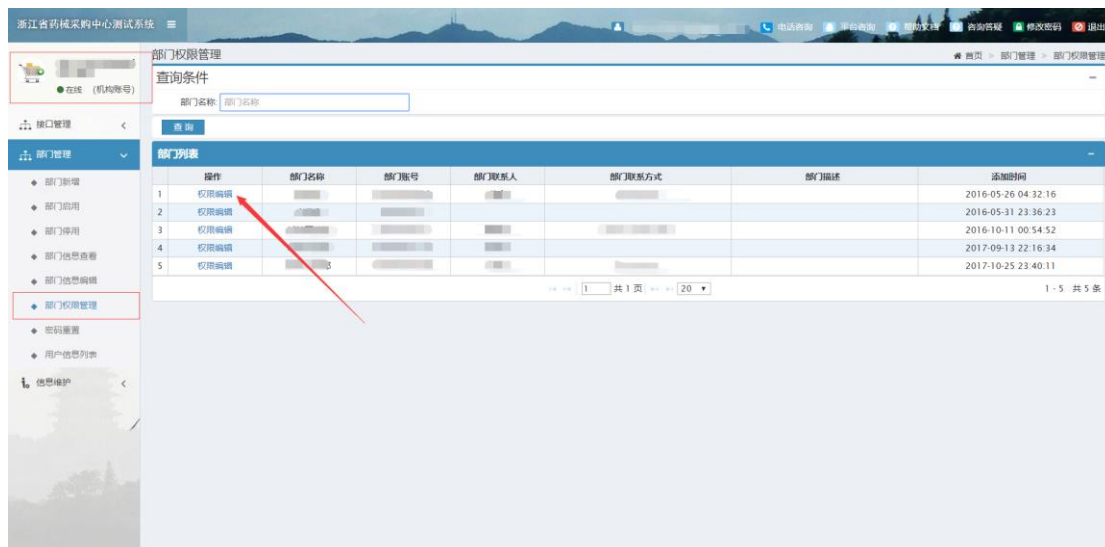 浙江省药械采购中心测试系统
电话咨询 平台咨询 帮助文档 咨询答疑 修改密码 退出
部门权限管理
首页 > 部门管理 > 部门权限管理
在线 (机构账号)
查询条件
部门名称: 部门名称
查询
接口管理
部门管理
部门新增
部门启用
部门停用
部门信息查看
部门信息编辑
部门权限管理
密码重置
用户信息列表
信息维护
部门列表
操作 部门名称 部门账号 部门联系人 部门联系方式 部门描述 添加时间
1 权限编辑 2016-05-26 04:32:16
2 权限编辑 2016-05-31 23:36:23
3 权限编辑 2016-10-11 00:54:52
4 权限编辑 2017-09-13 22:16:34
5 权限编辑 2017-10-25 23:40:11
1 共 1 页 20 1 - 5 共 5 条